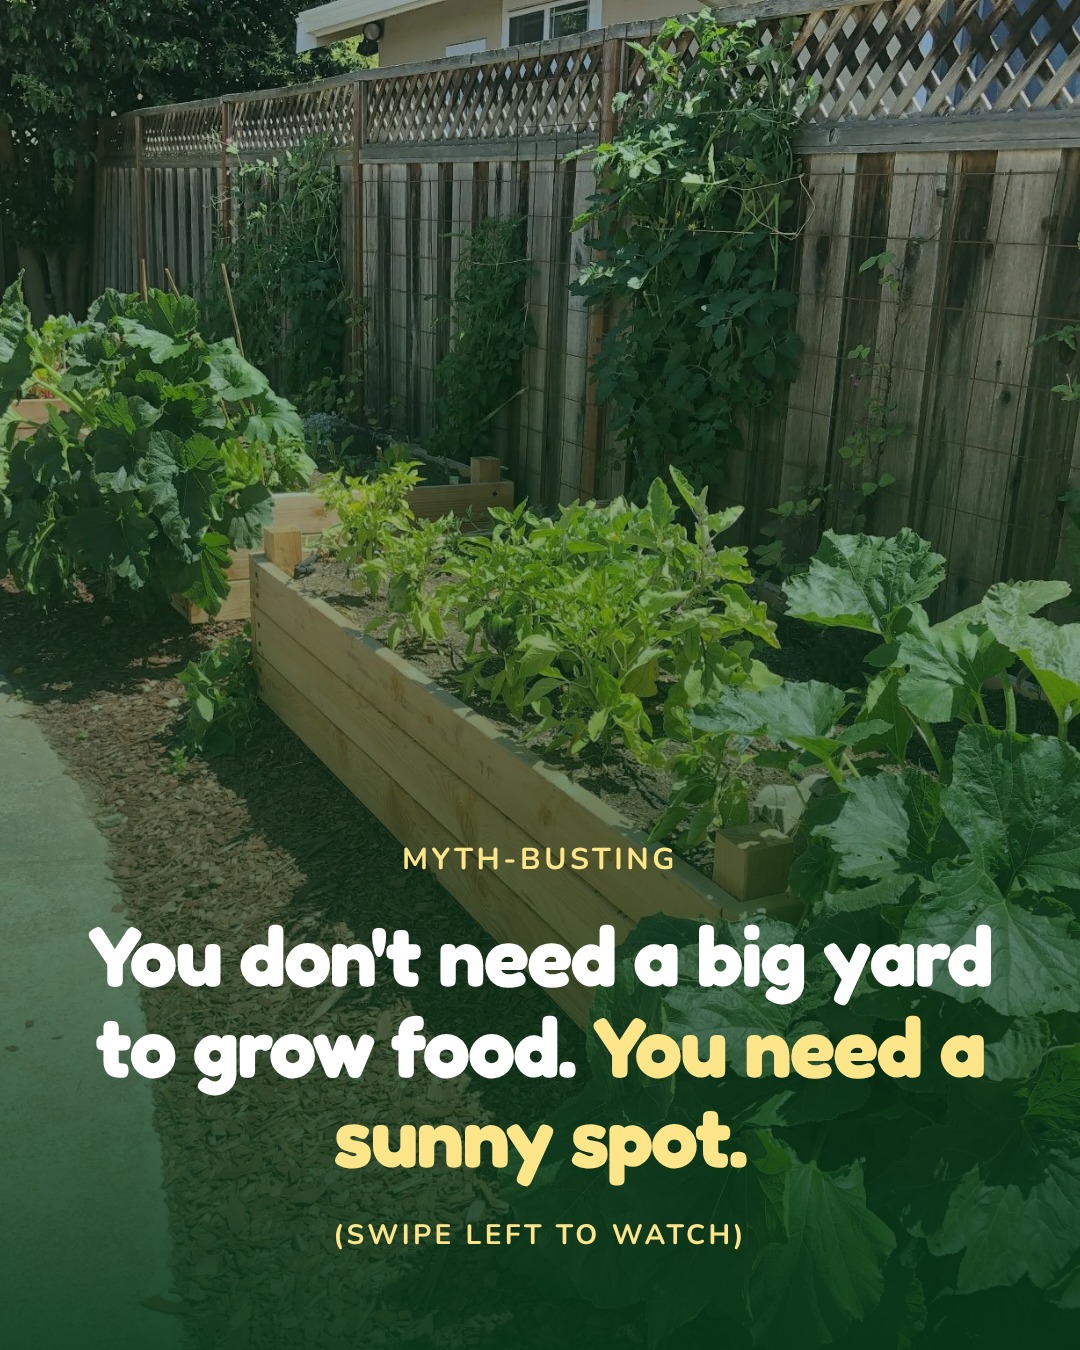 MYTH-BUSTING
You don't need a big yard
to grow food. You need a
sunny spot.
(SWIPE LEFT TO WATCH)